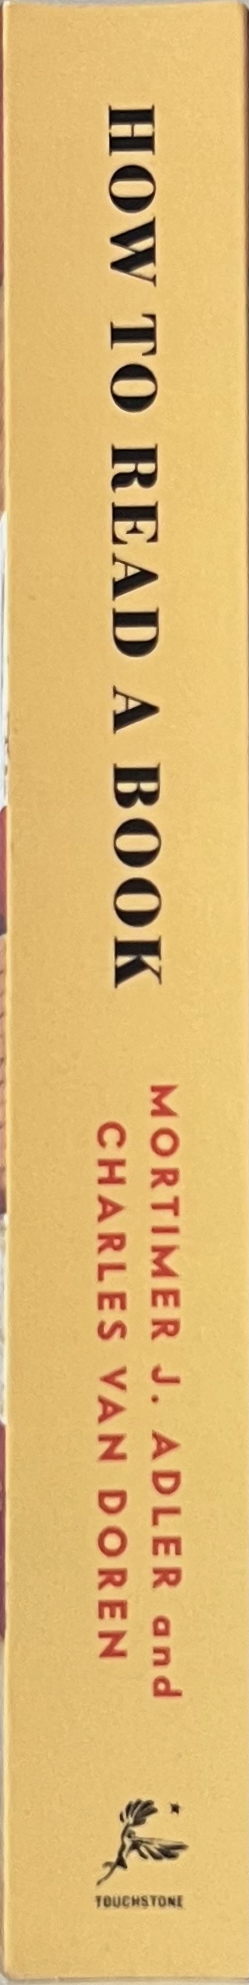 HOW TO READ A BOOK
MORTIMER J. ADLER and
CHARLES VAN DOREN
TOUCHSTONE